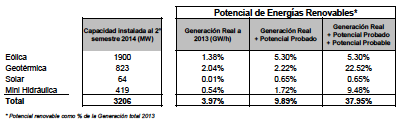 Potencial de Energías Renovables*
Capacidad instalada al 2° semestre 2014 (MW) Generación Real a 2013 (GW/h) Generación Real + Potencial Probado Generación Real + Potencial Probado + Potencial Probable
Eólica 1900 1.38% 5.30% 5.30%
Geotérmica 823 2.04% 2.22% 22.52%
Solar 64 0.01% 0.65% 0.65%
Mini Hidráulica 419 0.54% 1.72% 9.48%
Total 3206 3.97% 9.89% 37.95%
* Potencial renovable como % de la Generación total 2013